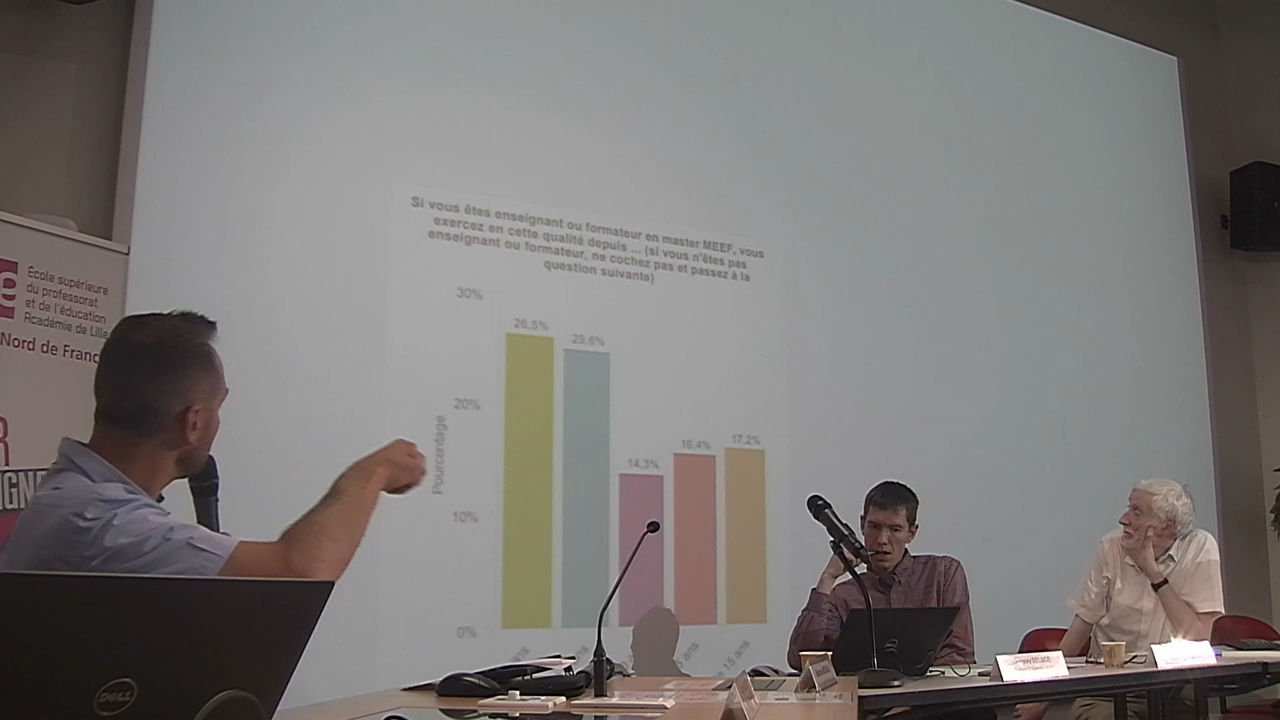 Si vous êtes enseignant ou formateur en master MEEF, vous
exercez en cette qualité depuis ... (si vous n'êtes pas
enseignant ou formateur, ne cochez pas et passez à la
question suivante)
30%
20%
10%
0%
Pourcentage
26,5%
25,6%
14,3%
16,4%
17,2%
ans
ans
15 ans
é
École supérieure
du professorat
et de l'éducation
Académie de Lille
Nord de Franc
R
IGNE
DELL